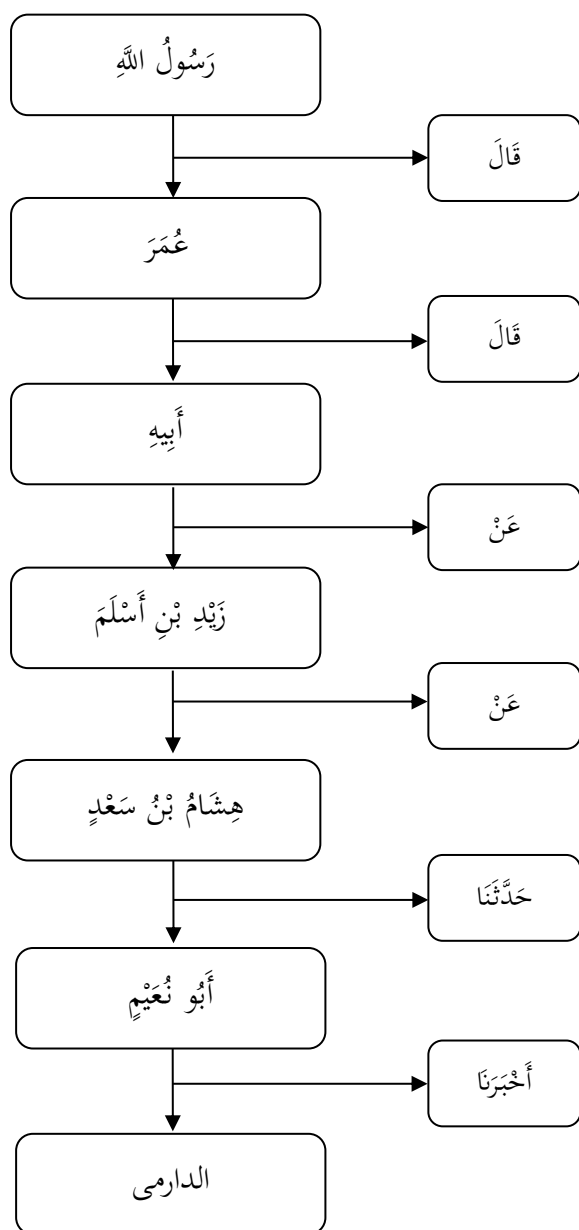 رَسُولُ اللَّهِ
قَالَ
عُمَرَ
قَالَ
أَبِيهِ
عَنْ
زَيْدِ بْنِ أَسْلَمَ
عَنْ
هِشَامُ بْنُ سَعْدٍ
حَدَّثَنَا
أَبُو نُعَيْمٍ
أَخْبَرَنَا
الدارمى